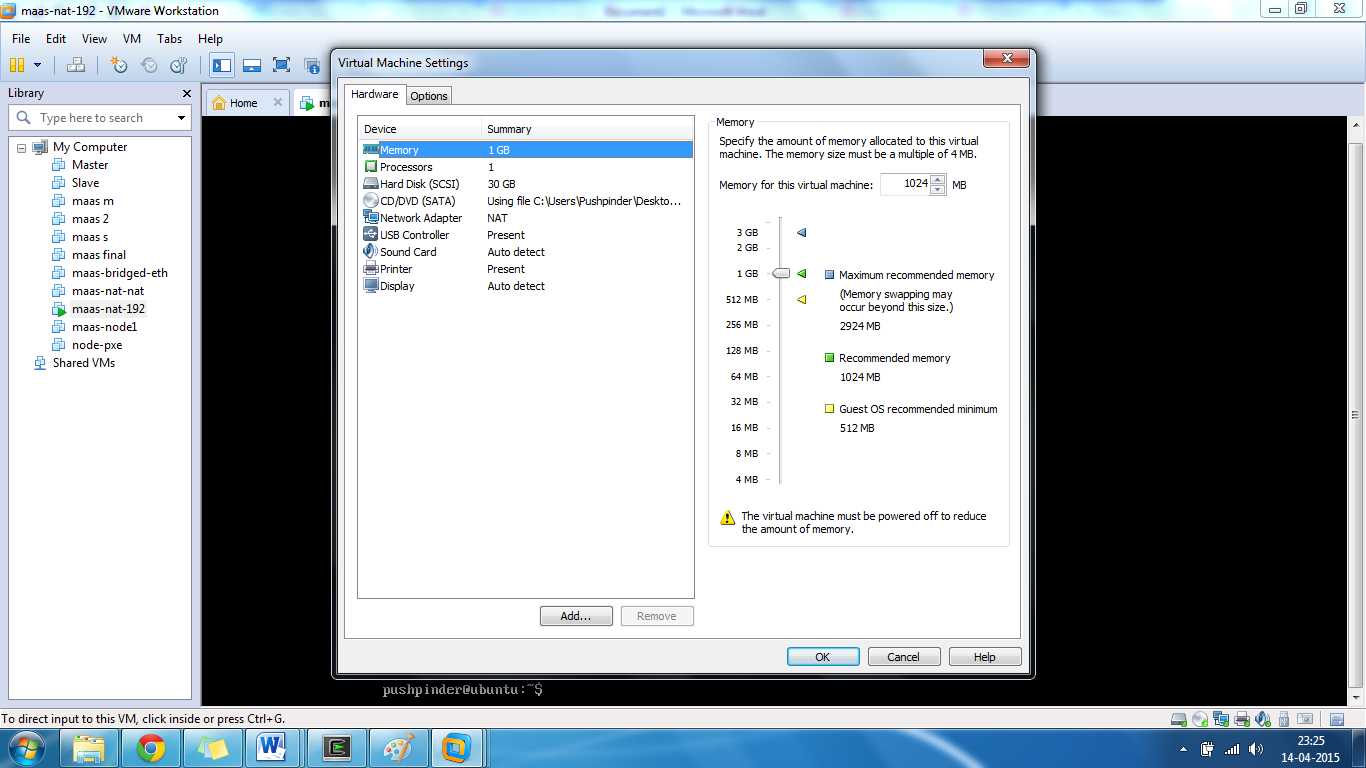 maas-nat-192 - VMware Workstation
File Edit View VM Tabs Help
Library
Type here to search
My Computer
Master
Slave
maas m
maas 2
maas s
maas final
maas-bridged-eth
maas-nat-nat
maas-nat-192
maas-node1
node-pxe
Shared VMs
Home
Virtual Machine Settings
Hardware Options
Device Summary
Memory 1 GB
Processors 1
Hard Disk (SCSI) 30 GB
CD/DVD (SATA) Using file C:\Users\Pushpinder\Deskto...
Network Adapter NAT
USB Controller Present
Sound Card Auto detect
Printer Present
Display Auto detect
Add... Remove
Memory
Specify the amount of memory allocated to this virtual
machine. The memory size must be a multiple of 4 MB.
Memory for this virtual machine: 1024 MB
3 GB
2 GB
1 GB
512 MB
256 MB
128 MB
64 MB
32 MB
16 MB
8 MB
4 MB
Maximum recommended memory
(Memory swapping may
occur beyond this size.)
2924 MB
Recommended memory
1024 MB
Guest OS recommended minimum
512 MB
The virtual machine must be powered off to reduce
the amount of memory.
OK Cancel Help
pushpinder@ubuntu:~$
To direct input to this VM, click inside or press Ctrl+G.
23:25
14-04-2015